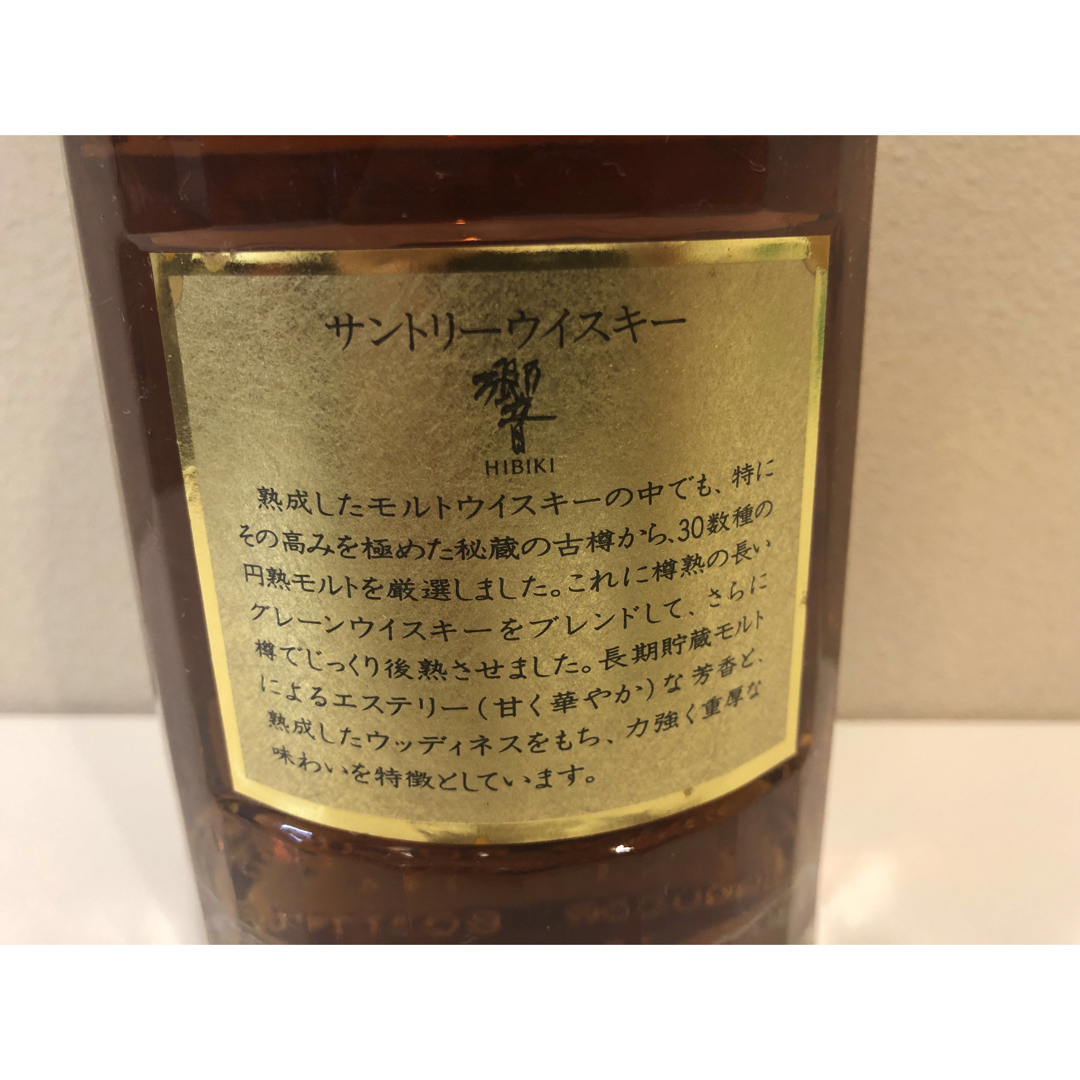 サントリーウイスキー
響
HIBIKI
熟成したモルトウイスキーの中でも、特に
その高みを極めた秘蔵の古樽から、30数種の
円熟モルトを厳選しました。これに樽熟の長い
グレーンウイスキーをブレンドして、さらに
樽でじっくり後熟させました。長期貯蔵モルト
によるエステリー(甘く華やか)な芳香と、
熟成したウッディネスをもち、力強く重厚な
味わいを特徴としています。